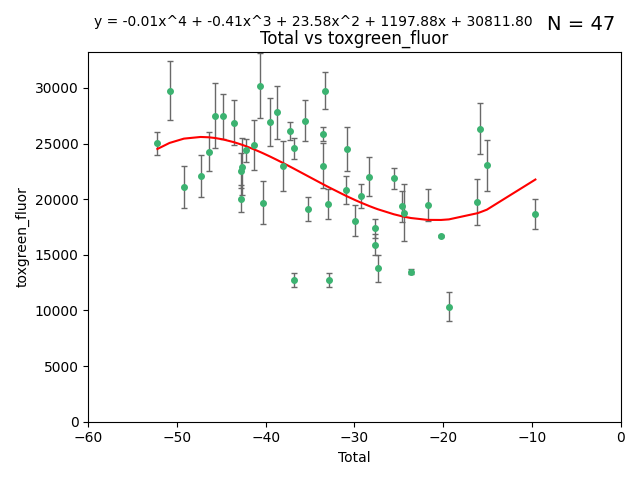 y = -0.01x^4 + -0.41x^3 + 23.58x^2 + 1197.88x + 30811.80
N = 47
Total vs toxgreen_fluor
toxgreen_fluor
30000
25000
20000
15000
10000
5000
0
−60
−50
−40
−30
−20
−10
0
Total